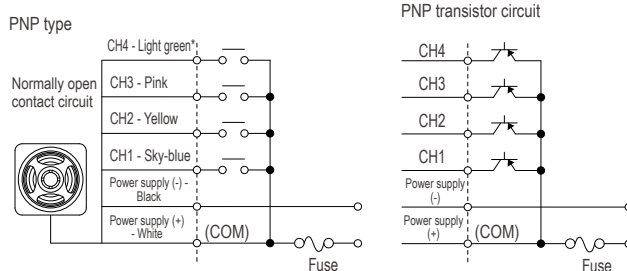 PNP type
Normally open
contact circuit
CH4 - Light green*
CH3 - Pink
CH2 - Yellow
CH1 - Sky-blue
Power supply (-) -
Black
Power supply (+)
- White
(COM)
Fuse
PNP transistor circuit
CH4
CH3
CH2
CH1
Power supply
(-)
Power supply
(+)
(COM)
Fuse